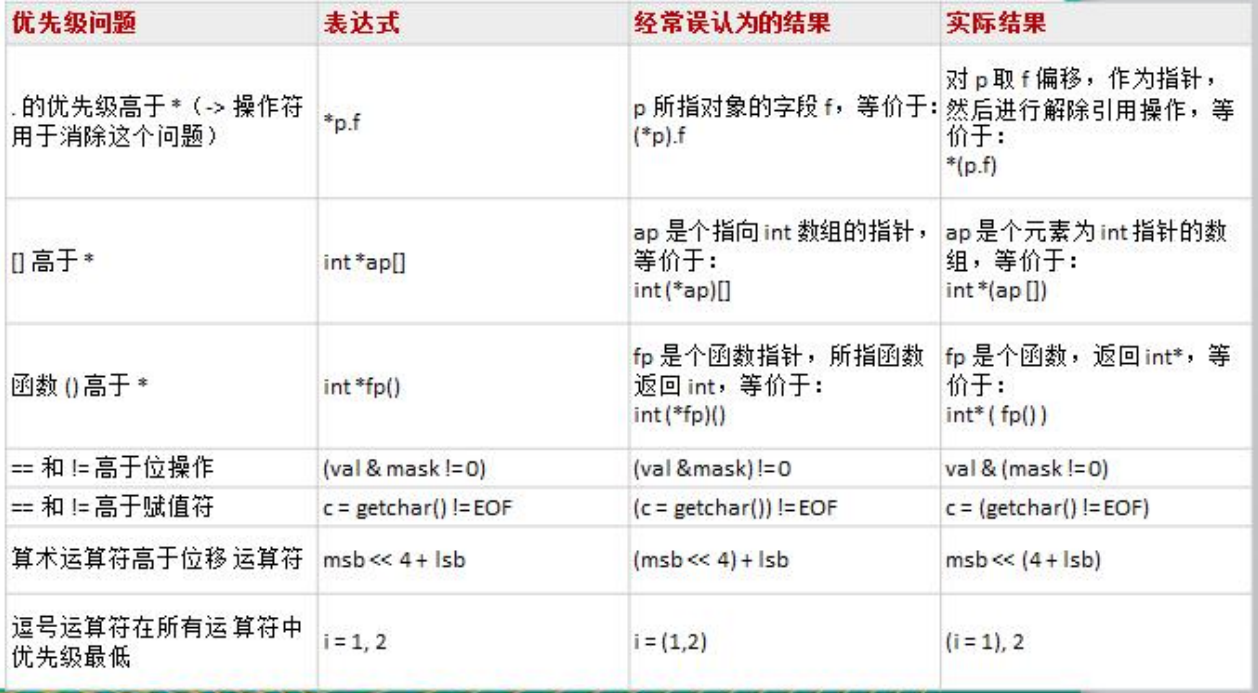 优先级问题 表达式 经常误认为的结果 实际结果
. 的优先级高于 * （ -> 操作符
用于消除这个问题）
*p.f
p 所指对象的字段 f，等价于：
(*p).f
对 p 取 f 偏移，作为指针，
然后进行解除引用操作，等
价于：
*(p.f)
[] 高于 *
int *ap[]
ap 是个指向 int 数组的指针，
等价于：
int (*ap)[]
ap 是个元素为 int 指针的数
组，等价于：
int *(ap [])
函数 () 高于 *
int *fp()
fp 是个函数指针，所指函数
返回 int，等价于：
int (*fp)()
fp 是个函数，返回 int*，等
价于：
int* ( fp() )
== 和 != 高于位操作 (val & mask != 0) (val &mask) != 0 val & (mask != 0)
== 和 != 高于赋值符 c = getchar() != EOF (c = getchar()) != EOF c = (getchar() != EOF)
算术运算符高于位移 运算符 msb << 4 + lsb (msb << 4) + lsb msb << (4 + lsb)
逗号运算符在所有运 算符中
优先级最低
i = 1, 2
i = (1,2)
(i = 1), 2